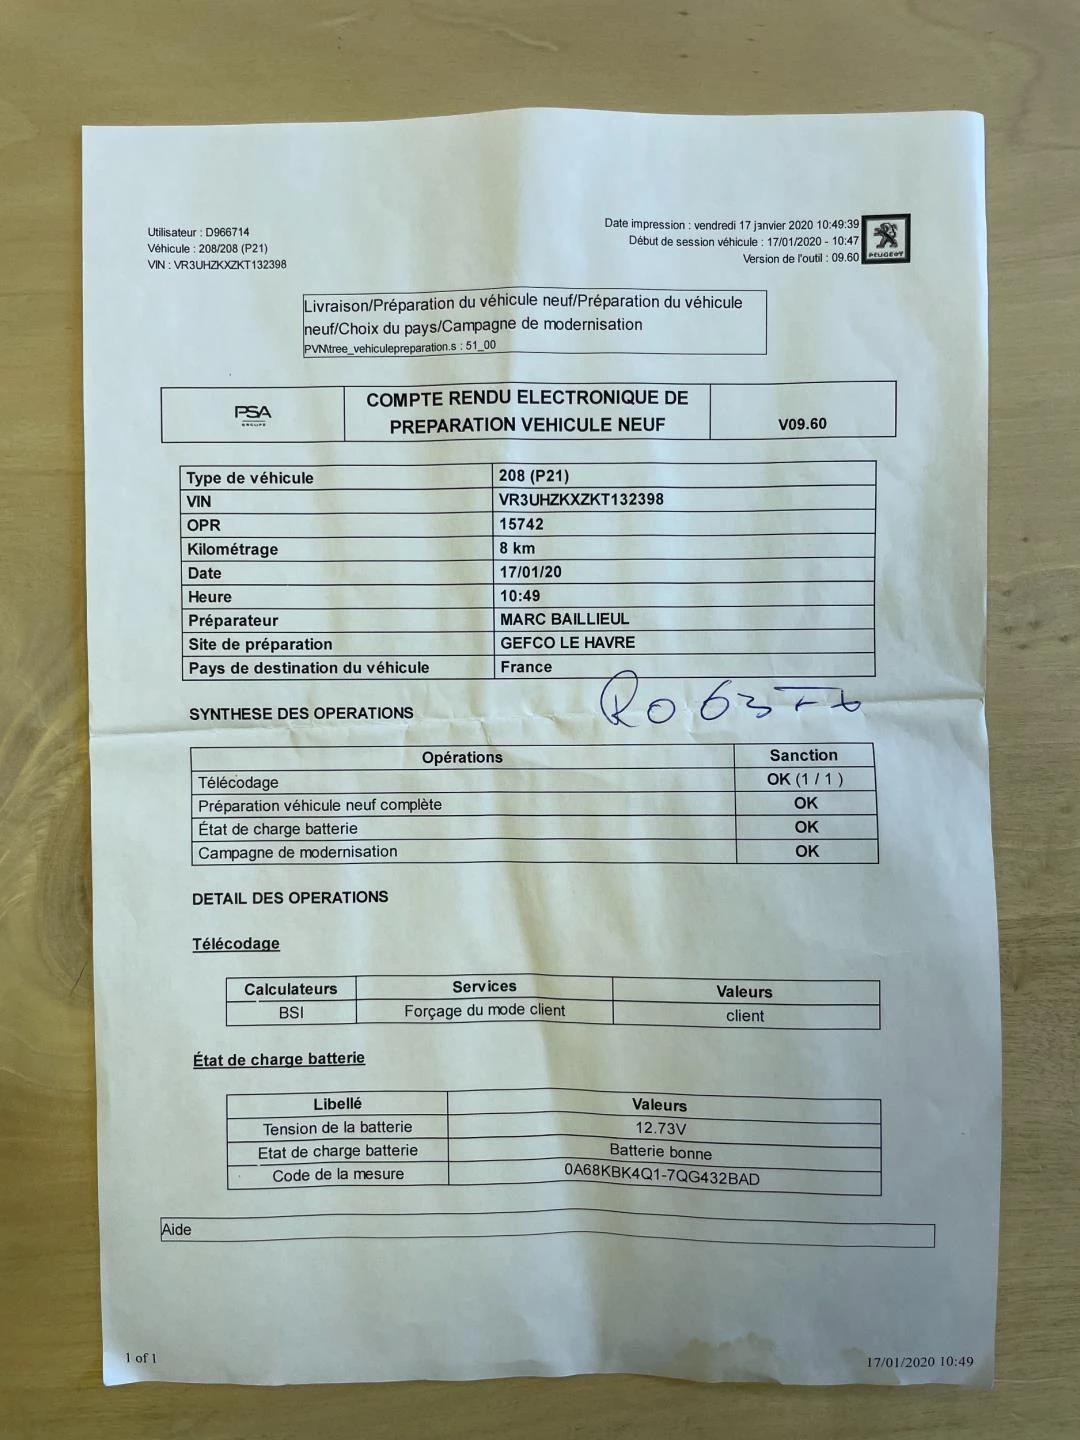 Utilisateur : D966714
Véhicule : 208/208 (P21)
VIN : VR3UHZKXZKT132398
Date impression : vendredi 17 janvier 2020 10:49:39
Début de session véhicule : 17/01/2020 - 10:47
Version de l'outil : 09.60
PEUGEOT
Livraison/Préparation du véhicule neuf/Préparation du véhicule
neuf/Choix du pays/Campagne de modernisation
PVN\tree_vehiculepreparation.s : 51_00
PSA
GROUPE
COMPTE RENDU ELECTRONIQUE DE
PREPARATION VEHICULE NEUF
V09.60
Type de véhicule 208 (P21)
VIN VR3UHZKXZKT132398
OPR 15742
Kilométrage 8 km
Date 17/01/20
Heure 10:49
Préparateur MARC BAILLIEUL
Site de préparation GEFCO LE HAVRE
Pays de destination du véhicule France
SYNTHESE DES OPERATIONS
Opérations Sanction
Télécodage OK (1 / 1 )
Préparation véhicule neuf complète OK
État de charge batterie OK
Campagne de modernisation OK
DETAIL DES OPERATIONS
Télécodage
Calculateurs Services Valeurs
BSI Forçage du mode client client
État de charge batterie
Libellé Valeurs
Tension de la batterie 12.73V
Etat de charge batterie Batterie bonne
Code de la mesure 0A68KBK4Q1-7QG432BAD
Aide
1 of 1
17/01/2020 10:49